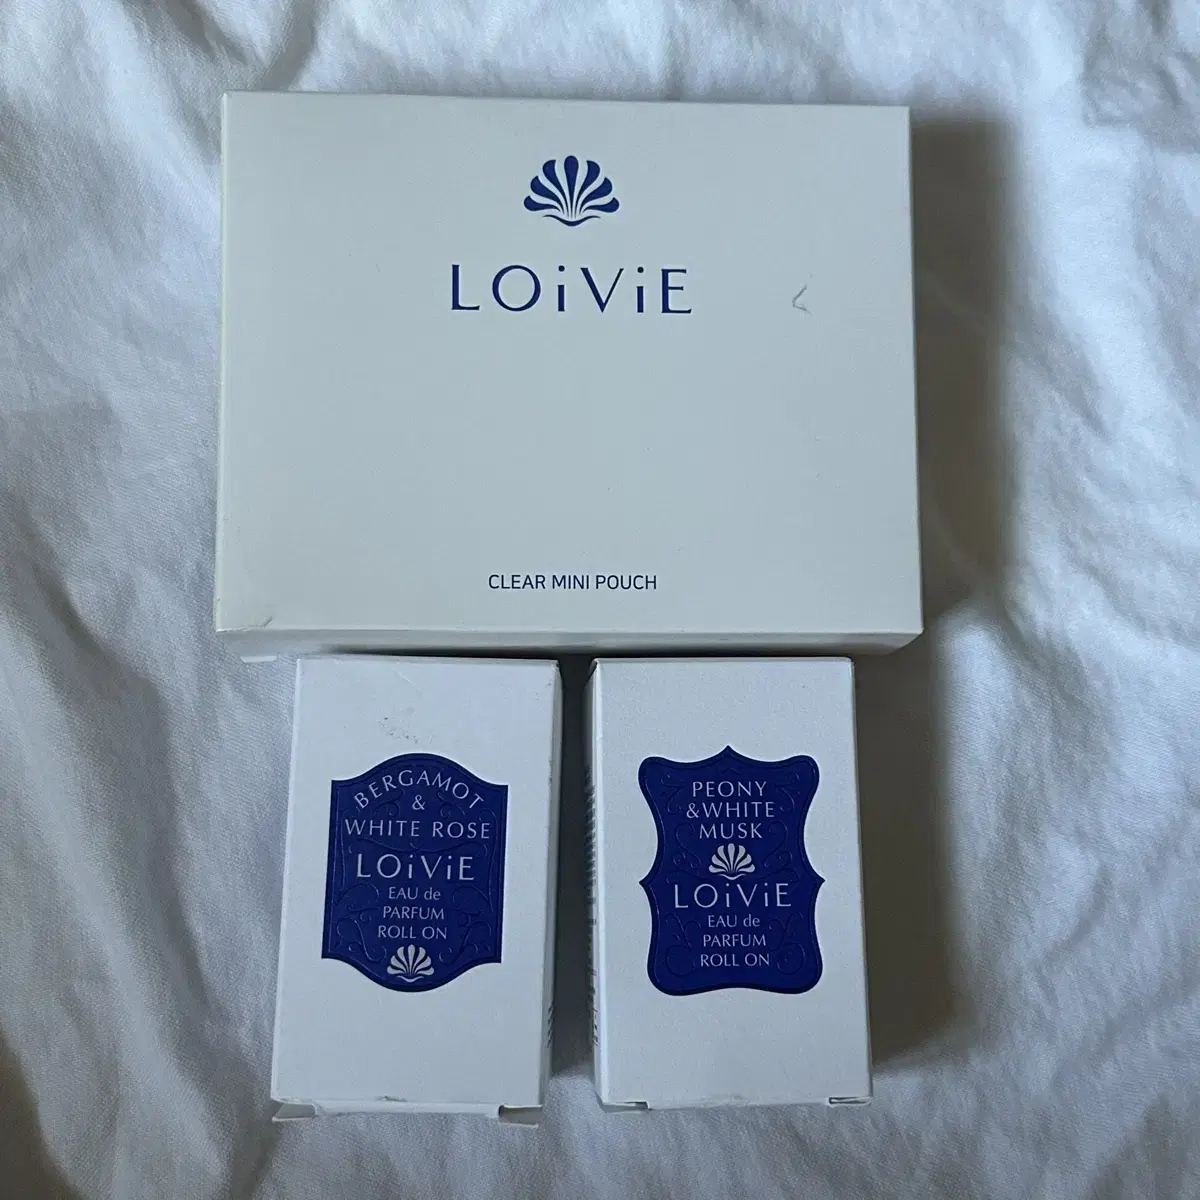 LOiViE
CLEAR MINI POUCH
BERGAMOT
&
WHITE ROSE
LOiViE
EAU de
PARFUM
ROLL ON
PEONY
&WHITE
MUSK
LOiViE
EAU de
PARFUM
ROLL ON